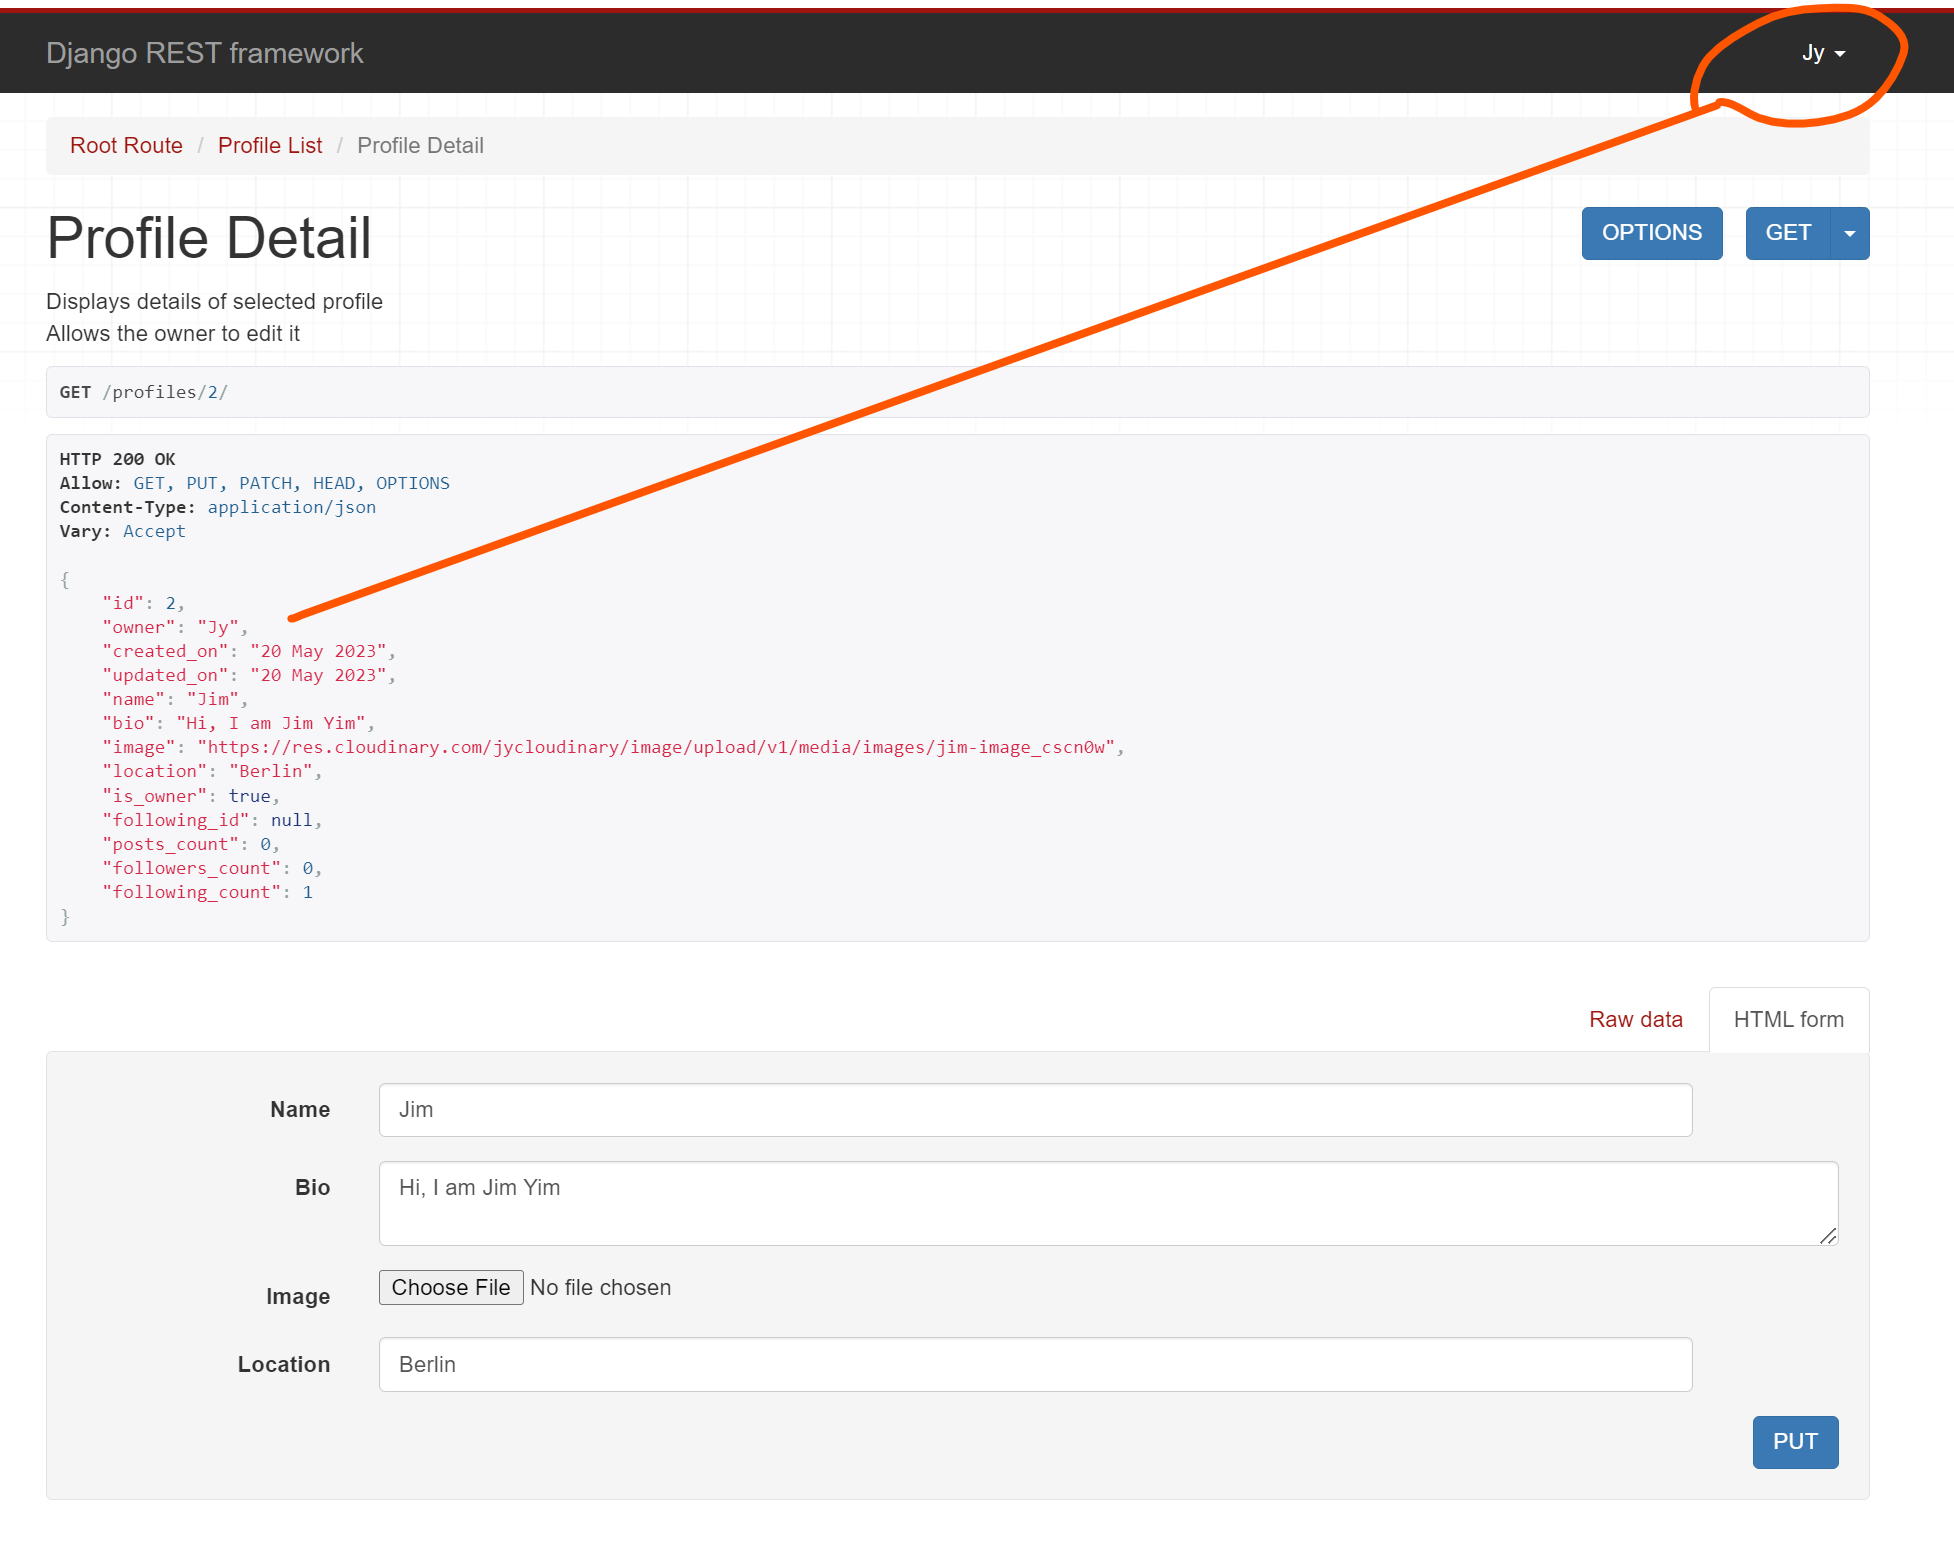 Django REST framework
Jy
Root Route / Profile List / Profile Detail
Profile Detail
OPTIONS
GET
Displays details of selected profile
Allows the owner to edit it
GET /profiles/2/
HTTP 200 OK
Allow: GET, PUT, PATCH, HEAD, OPTIONS
Content-Type: application/json
Vary: Accept
{
    "id": 2,
    "owner": "Jy",
    "created_on": "20 May 2023",
    "updated_on": "20 May 2023",
    "name": "Jim",
    "bio": "Hi, I am Jim Yim",
    "image": "https://res.cloudinary.com/jycloudinary/image/upload/v1/media/images/jim-image_cscn0w",
    "location": "Berlin",
    "is_owner": true,
    "following_id": null,
    "posts_count": 0,
    "followers_count": 0,
    "following_count": 1
}
Raw data
HTML form
Name
Jim
Bio
Hi, I am Jim Yim
Image
Choose File No file chosen
Location
Berlin
PUT